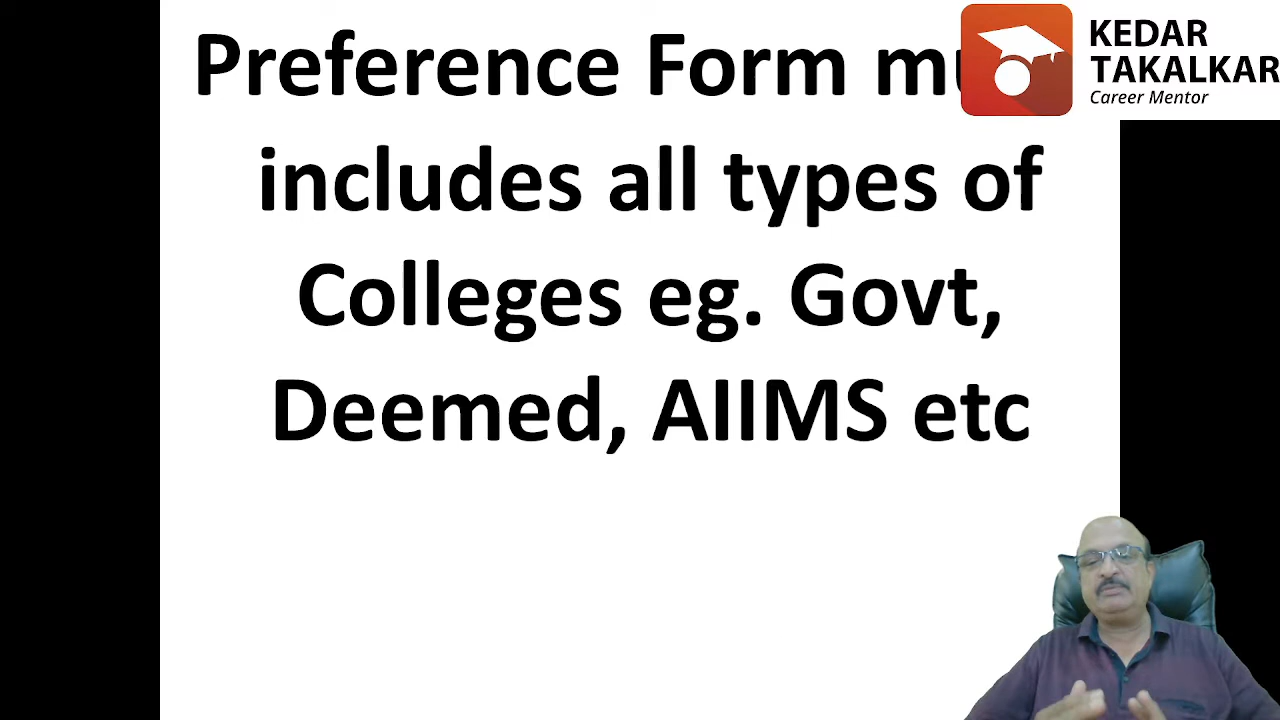 Preference Form
includes all types of
Colleges eg. Govt,
Deemed, AIIMS etc
KEDAR
TAKALKAR
Career Mentor